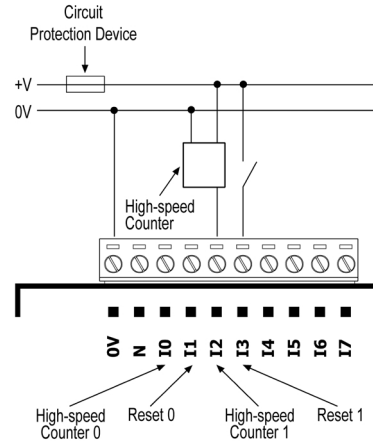 Circuit
Protection Device
+V
0V
High-speed
Counter
0V
N
I0
I1
I2
I3
I4
I5
I6
I7
High-speed
Counter 0
Reset 0
High-speed
Counter 1
Reset 1